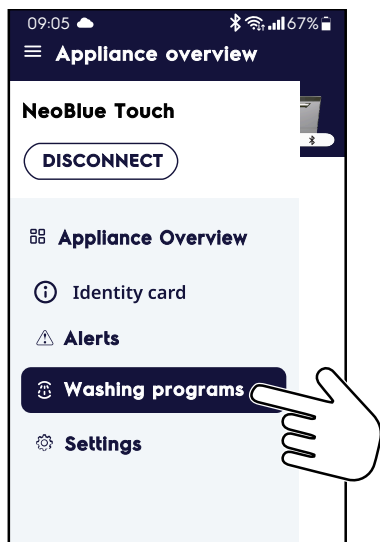 09:05 67%
Appliance overview
NeoBlue Touch
DISCONNECT
Appliance Overview
Identity card
Alerts
Washing programs
Settings